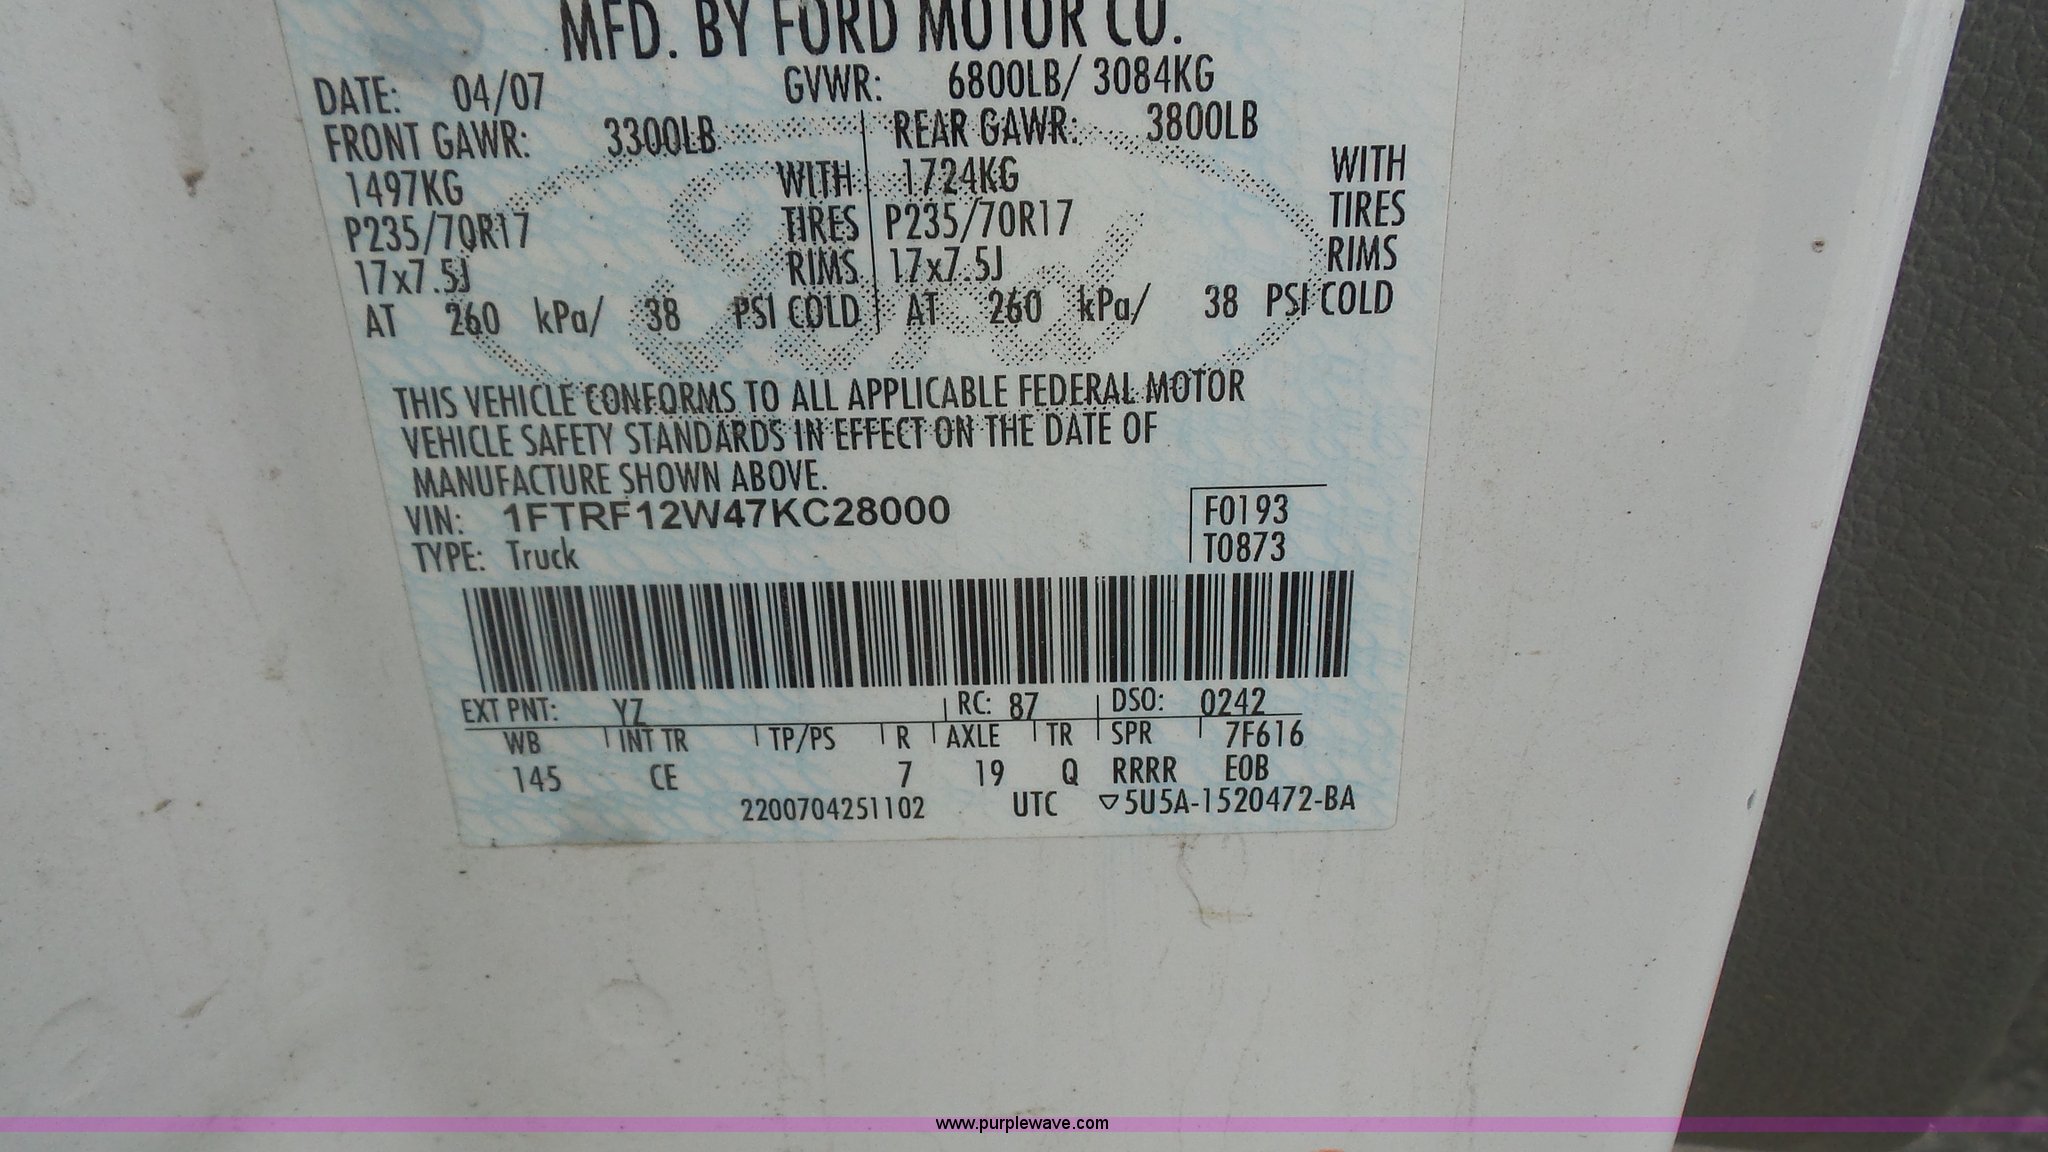 MFD. BY FORD MOTOR CO.
DATE: 04/07 GVWR: 6800LB/ 3084KG
FRONT GAWR: 3300LB REAR GAWR: 3800LB
1497KG WITH 1724KG WITH
P235/70R17 TIRES P235/70R17 TIRES
17x7.5J RIMS 17x7.5J RIMS
AT 260 kPa/ 38 PSI COLD AT 260 kPa/ 38 PSI COLD
THIS VEHICLE CONFORMS TO ALL APPLICABLE FEDERAL MOTOR
VEHICLE SAFETY STANDARDS IN EFFECT ON THE DATE OF
MANUFACTURE SHOWN ABOVE.
VIN: 1FTRF12W47KC28000 F0193
TYPE: Truck T0873
EXT PNT: YZ RC: 87 DSO: 0242
WB INT TR TP/PS R AXLE TR SPR 7F616
145 CE 7 19 Q RRRR E0B
2200704251102 UTC ▽5U5A-1520472-BA
www.purplewave.com